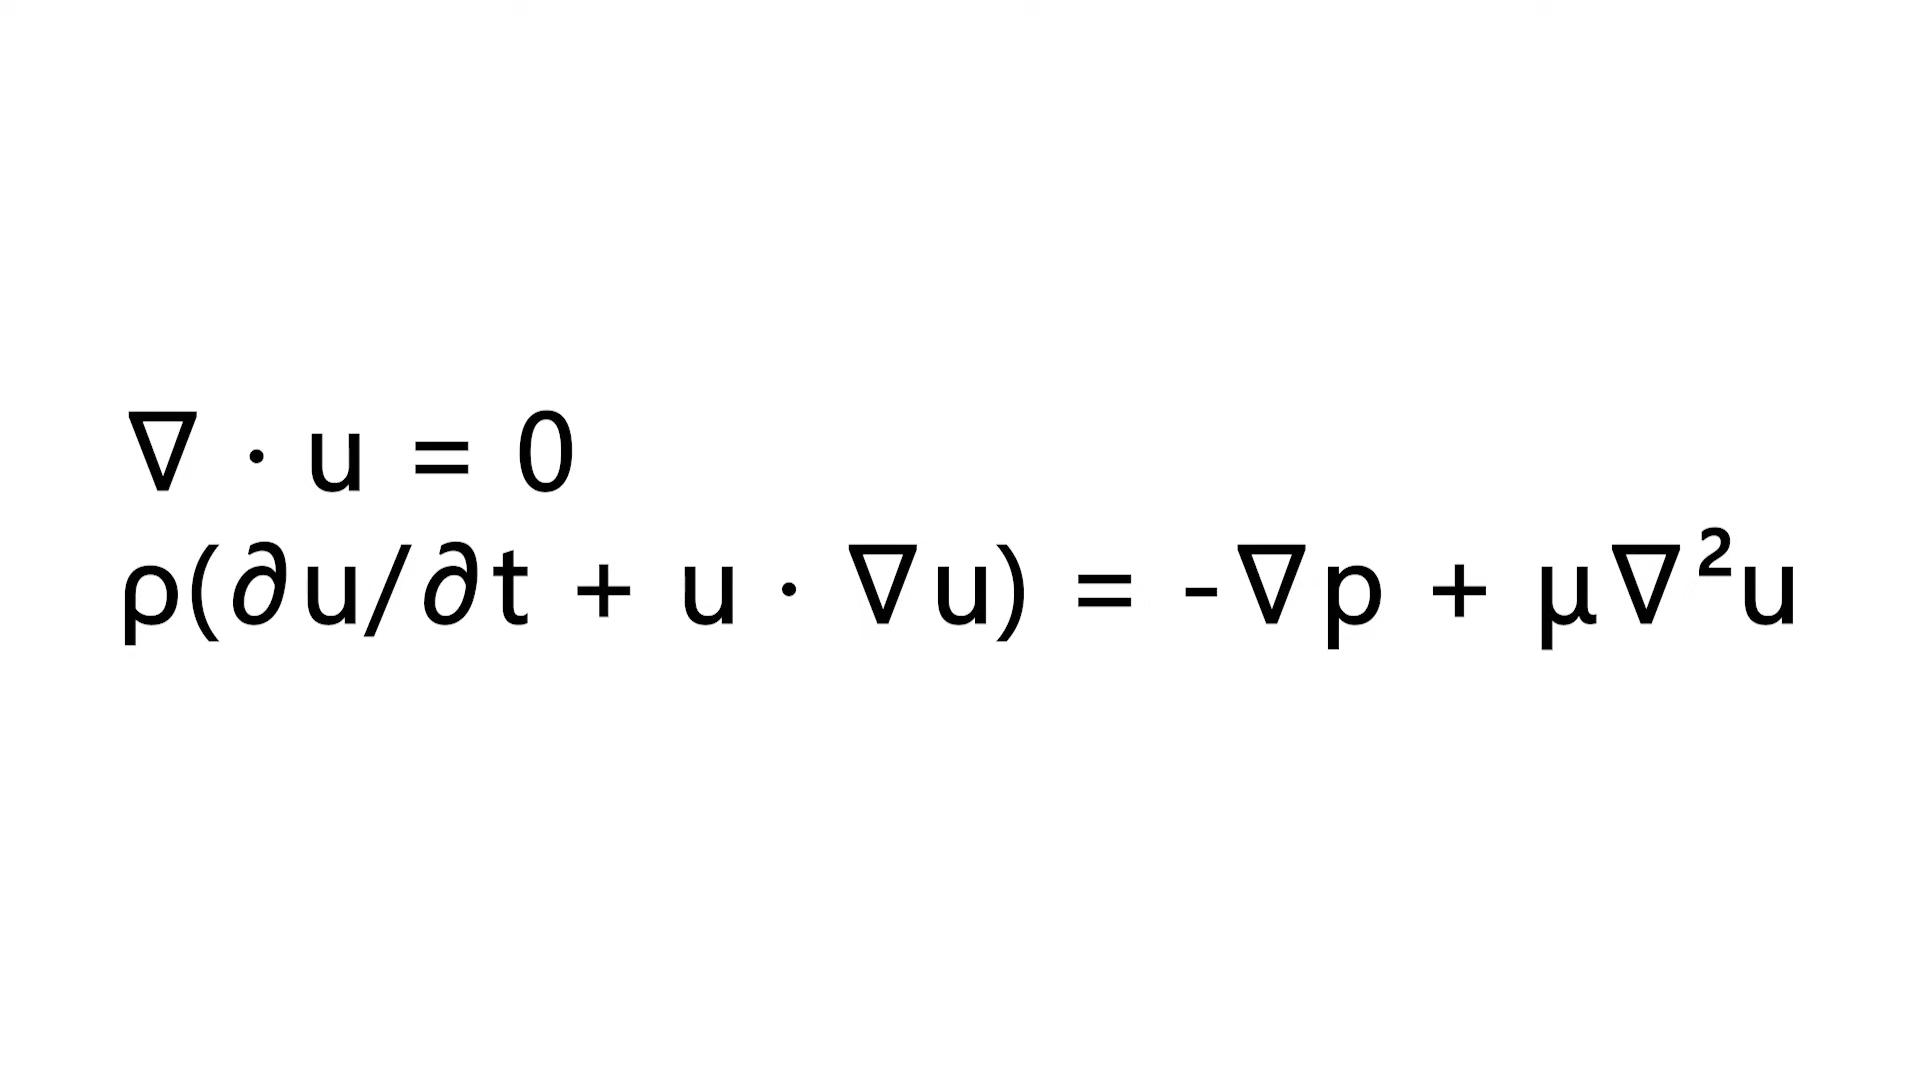 ∇ · u = 0
ρ(∂u/∂t + u · ∇u) = -∇p + μ∇²u